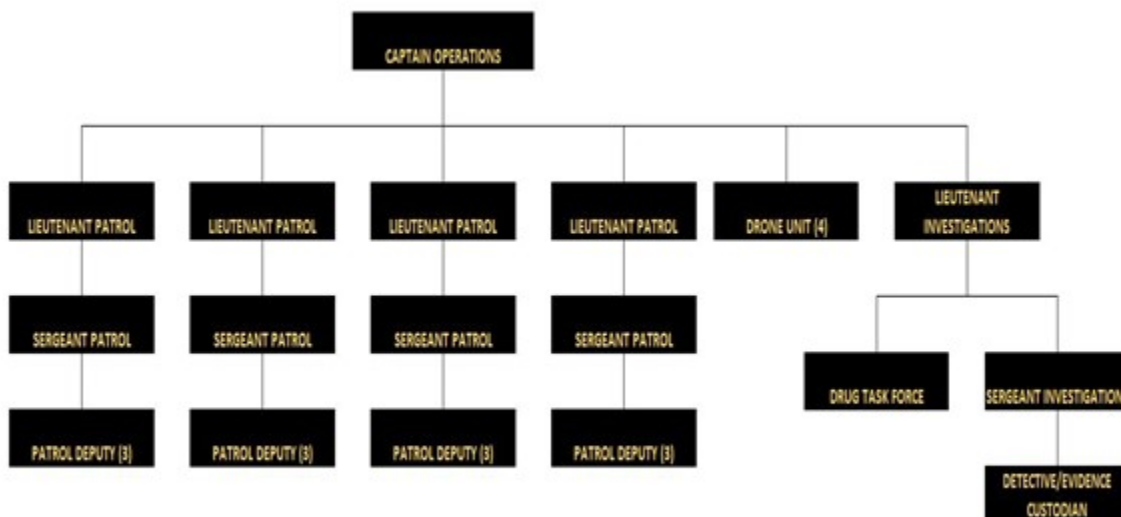 CAPTAIN OPERATIONS
LIEUTENANT PATROL
LIEUTENANT PATROL
LIEUTENANT PATROL
LIEUTENANT PATROL
DRONE UNIT (4)
LIEUTENANT
INVESTIGATIONS
SERGEANT PATROL
SERGEANT PATROL
SERGEANT PATROL
SERGEANT PATROL
DRUG TASK FORCE
SERGEANT INVESTIGATION
PATROL DEPUTY (3)
PATROL DEPUTY (3)
PATROL DEPUTY (3)
PATROL DEPUTY (3)
DETECTIVE/EVIDENCE
CUSTODIAN